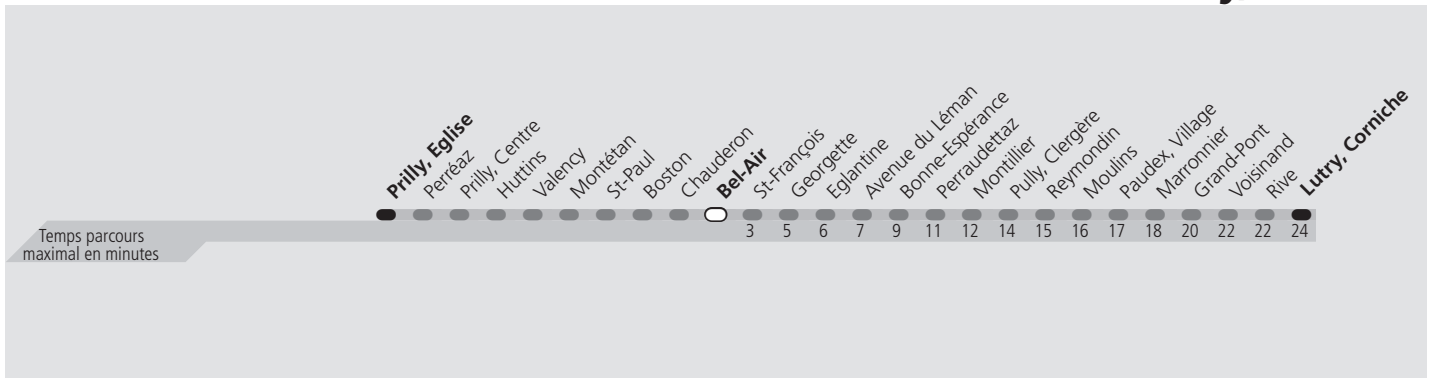 Prilly, Eglise
Perréaz
Prilly, Centre
Huttins
Valency
Montétan
St-Paul
Boston
Chauderon
Bel-Air
St-François
Georgette
Eglantine
Avenue du Léman
Bonne-Espérance
Perraudettaz
Montillier
Pully, Clergère
Reymondin
Moulins
Paudex, Village
Marronnier
Grand-Pont
Voisinand
Rive
Lutry, Corniche
Temps parcours
maximal en minutes
3 5 6 7 9 11 12 14 15 16 17 18 20 22 22 24